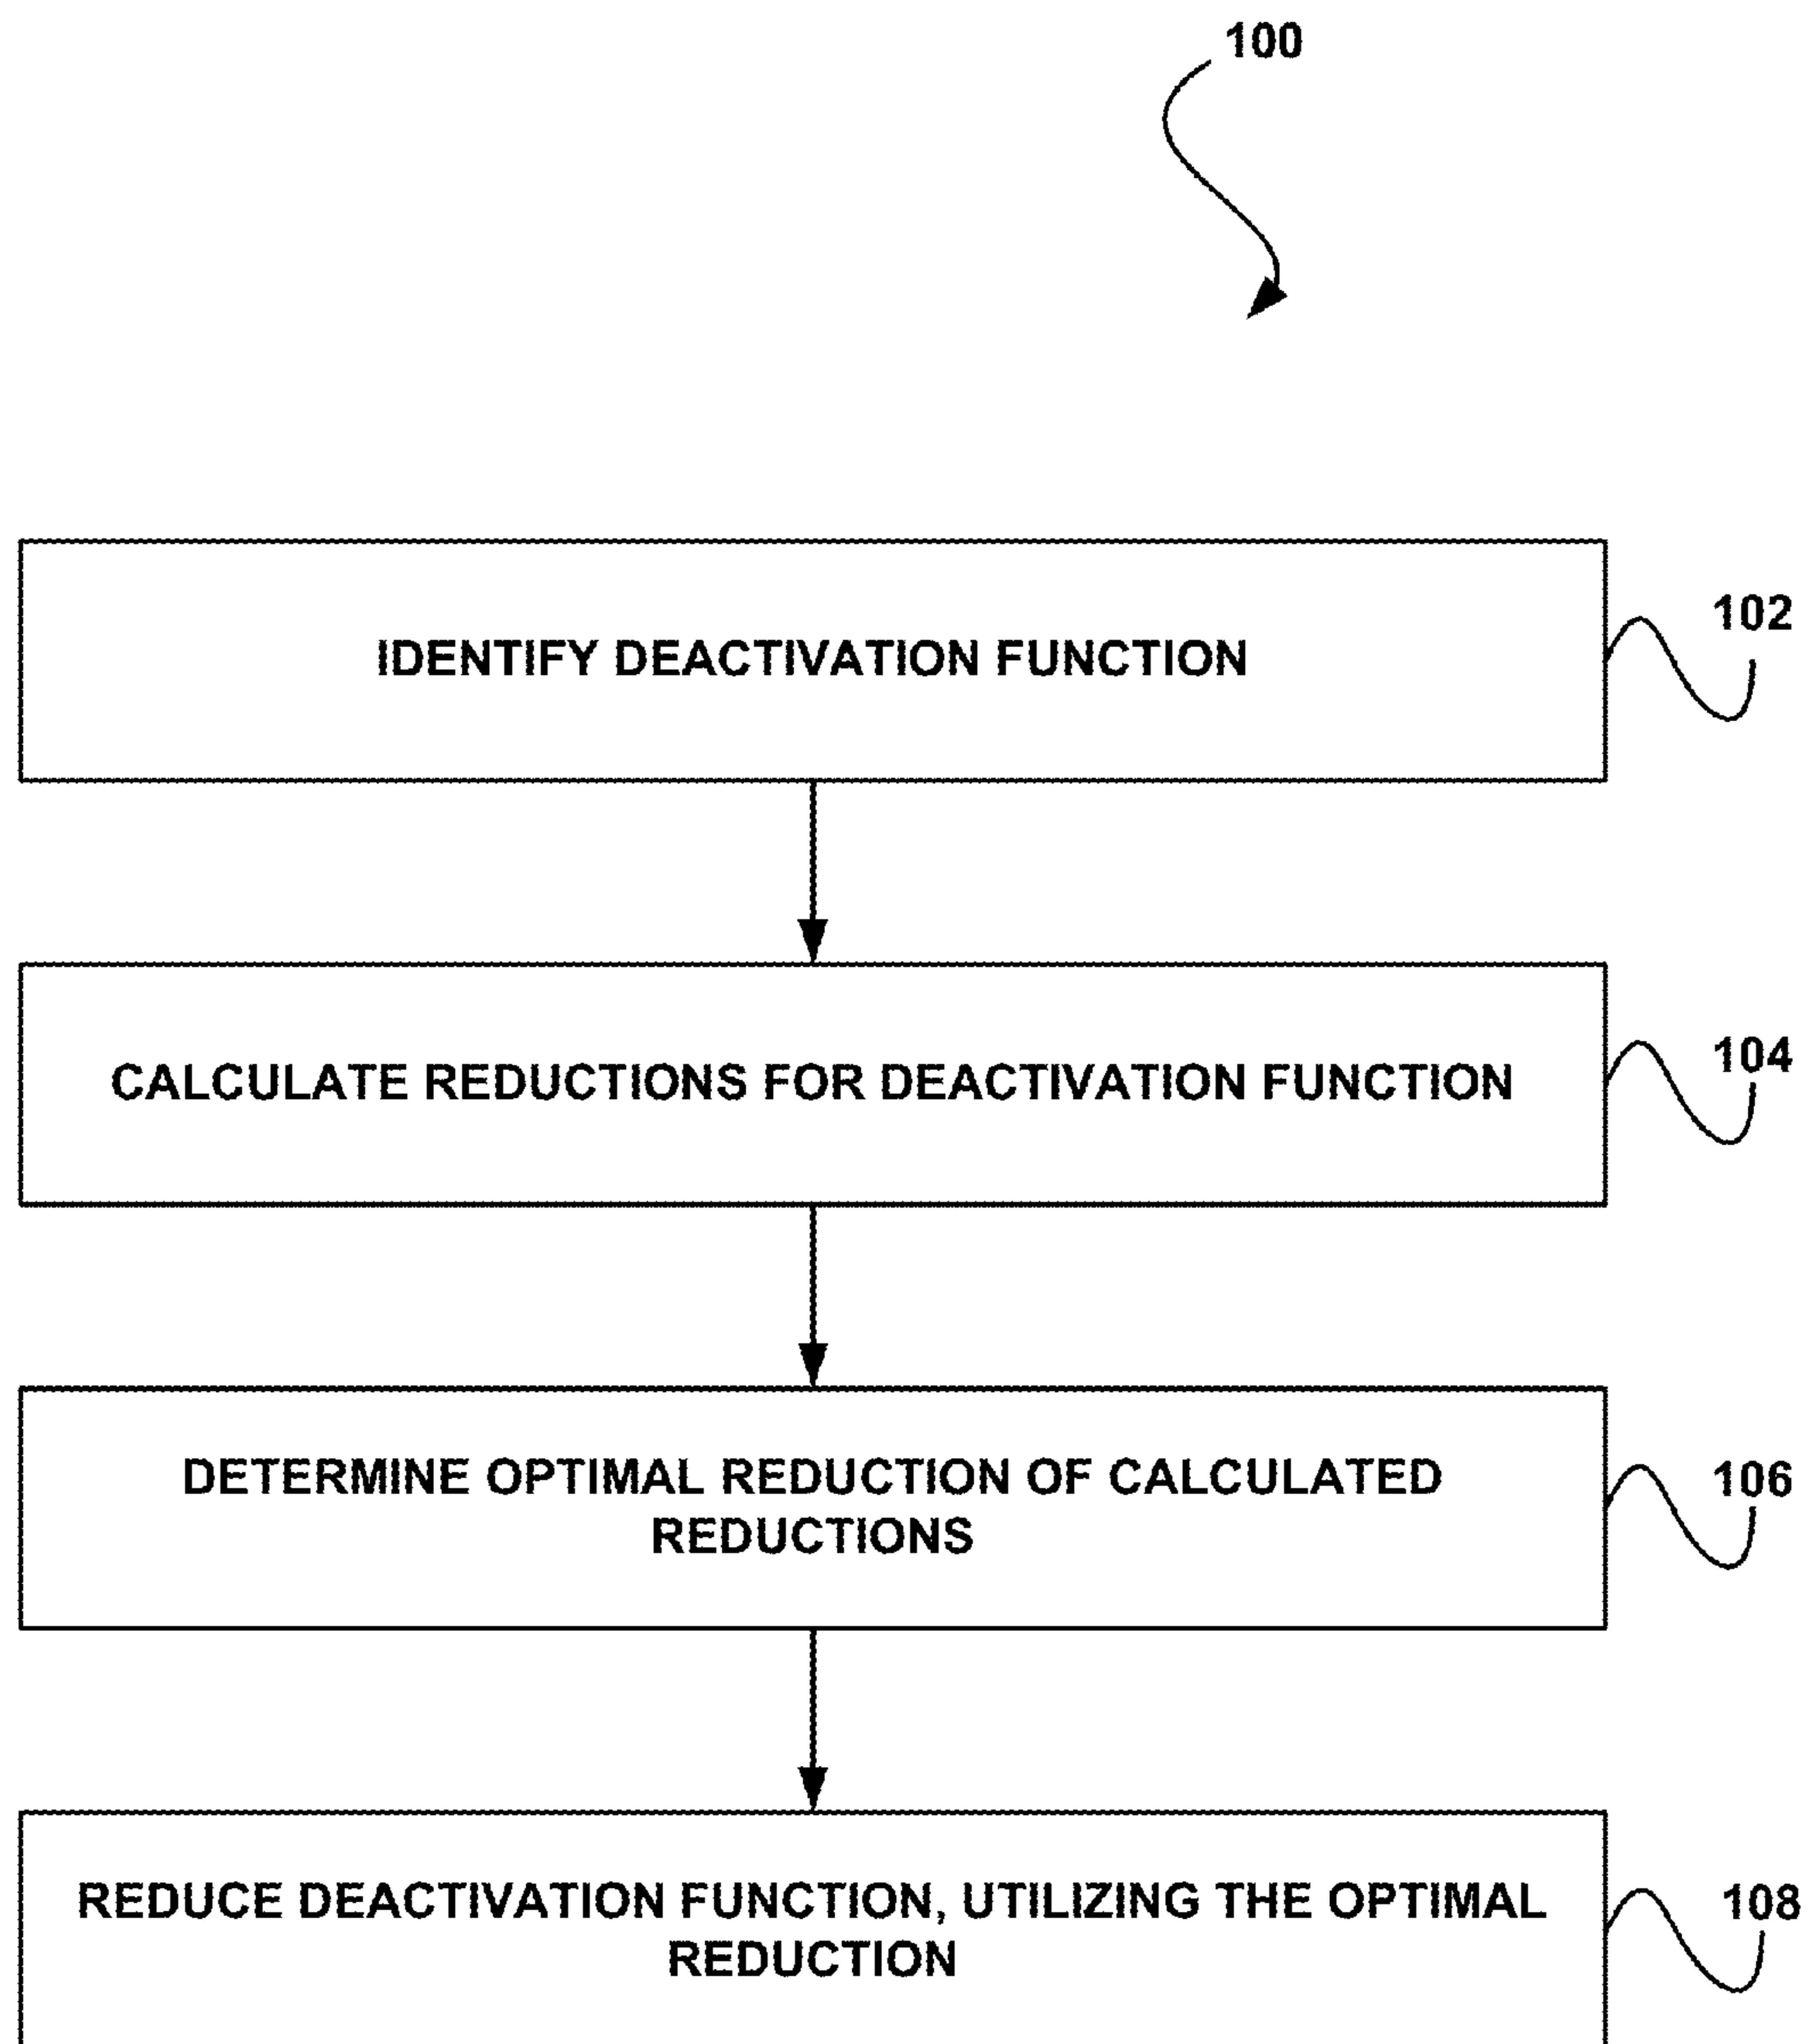 100
IDENTIFY DEACTIVATION FUNCTION
102
CALCULATE REDUCTIONS FOR DEACTIVATION FUNCTION
104
DETERMINE OPTIMAL REDUCTION OF CALCULATED
REDUCTIONS
106
REDUCE DEACTIVATION FUNCTION, UTILIZING THE OPTIMAL
REDUCTION
108